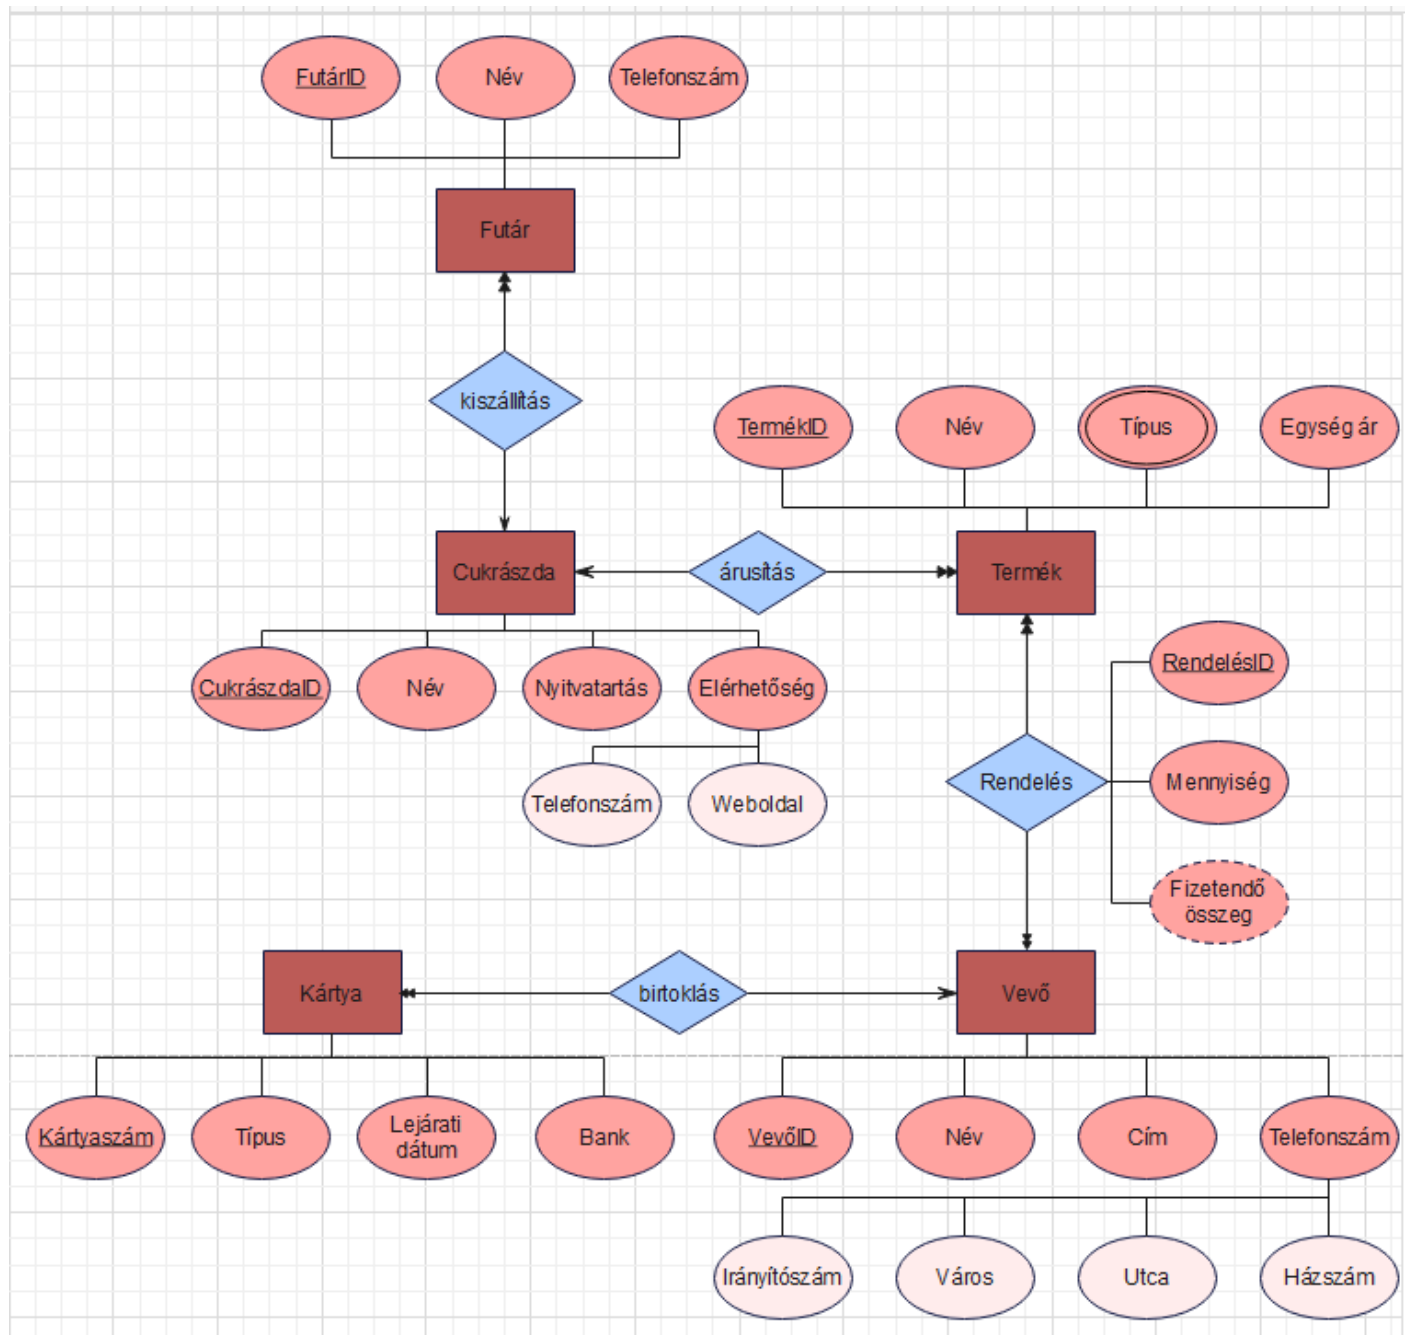 FutárID
Név
Telefonszám
Futár
kiszállítás
TermékID
Név
Típus
Egység ár
Cukrászda
árusítás
Termék
CukrászdaID
Név
Nyitvatartás
Elérhetőség
RendelésID
Telefonszám
Weboldal
Rendelés
Mennyiség
Fizetendő
összeg
Kártya
birtoklás
Vevő
Kártyaszám
Típus
Lejárati
dátum
Bank
VevőID
Név
Cím
Telefonszám
Irányítószám
Város
Utca
Házszám